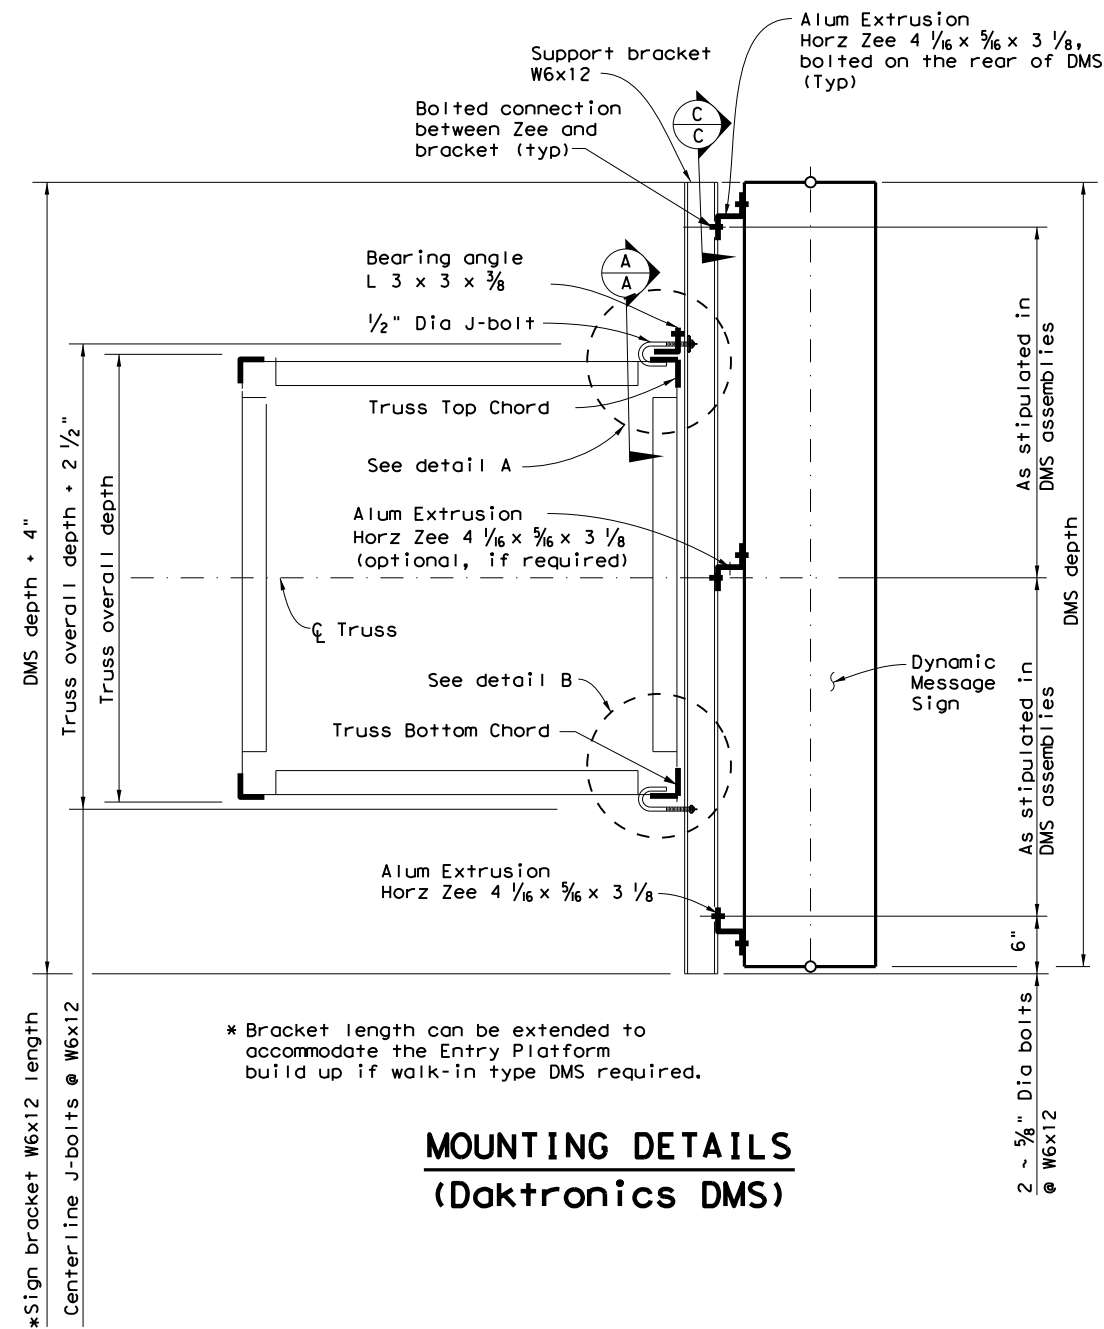 Alum Extrusion
Horz Zee 4 1/16 x 5/16 x 3 1/8,
bolted on the rear of DMS
(Typ)
Support bracket
W6x12
Bolted connection
between Zee and
bracket (typ)
C
C
Bearing angle
L 3 x 3 x 3/8
A
A
1/2" Dia J-bolt
Truss Top Chord
See detail A
Alum Extrusion
Horz Zee 4 1/16 x 5/16 x 3 1/8
(optional, if required)
℄ Truss
See detail B
Truss Bottom Chord
Alum Extrusion
Horz Zee 4 1/16 x 5/16 x 3 1/8
Dynamic
Message
Sign
DMS depth + 4"
Truss overall depth + 2 1/2"
Truss overall depth
As stipulated in
DMS assemblies
DMS depth
As stipulated in
DMS assemblies
6"
2 ~ 5/8" Dia bolts
@ W6x12
*Sign bracket W6x12 length
Centerline J-bolts @ W6x12
* Bracket length can be extended to
accommodate the Entry Platform
build up if walk-in type DMS required.
MOUNTING DETAILS
(Daktronics DMS)